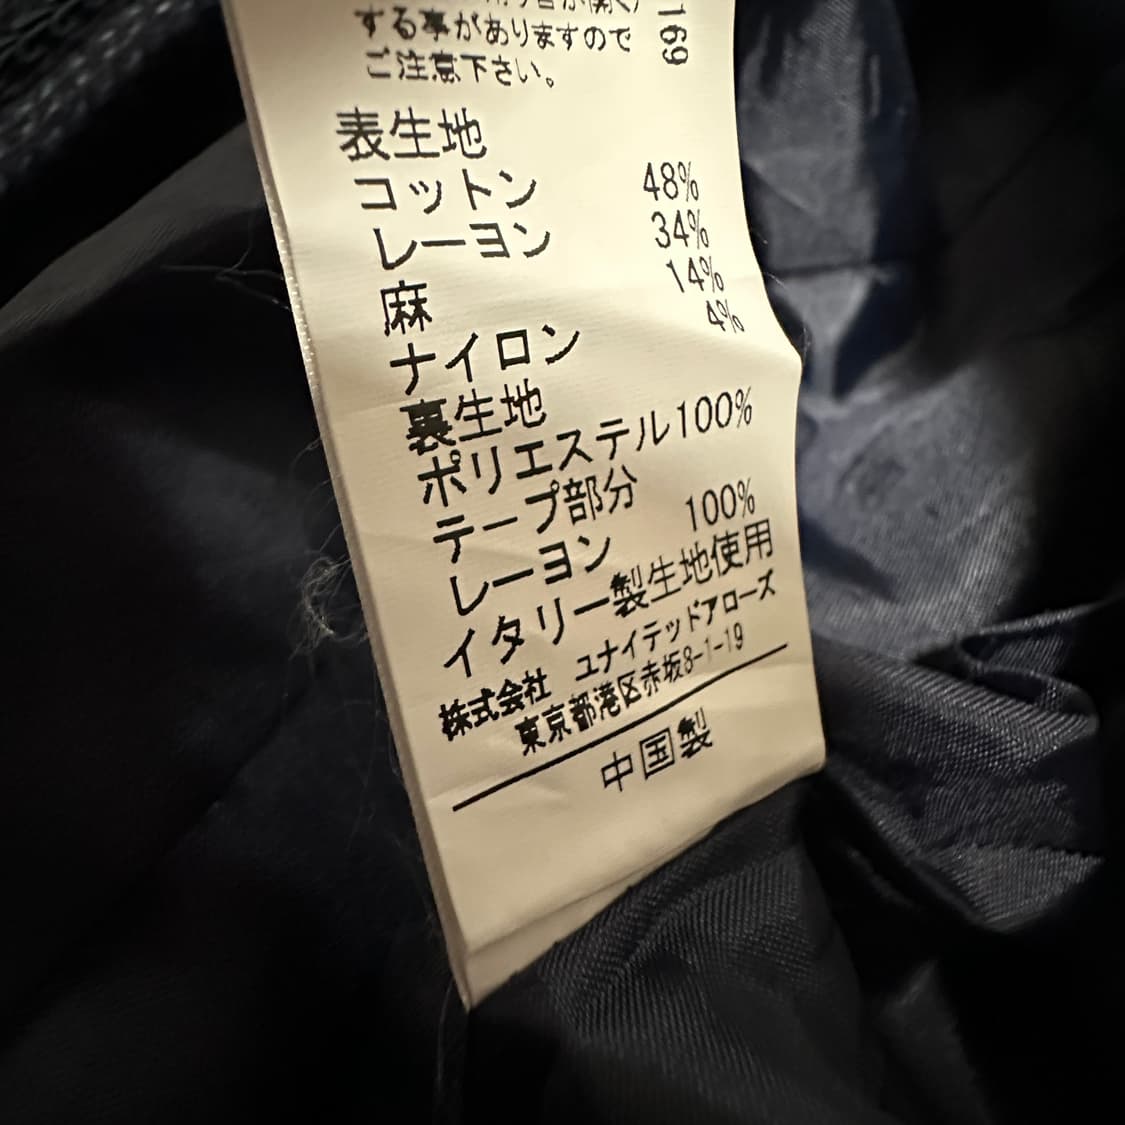 する事がありますので
ご注意下さい。
169
表生地
コットン 48%
レーヨン 34%
麻 14%
ナイロン 4%
裏生地
ポリエステル100%
テープ部分
レーヨン 100%
イタリー製生地使用
株式会社 ユナイテッドアローズ
東京都港区赤坂8-1-19
中国製